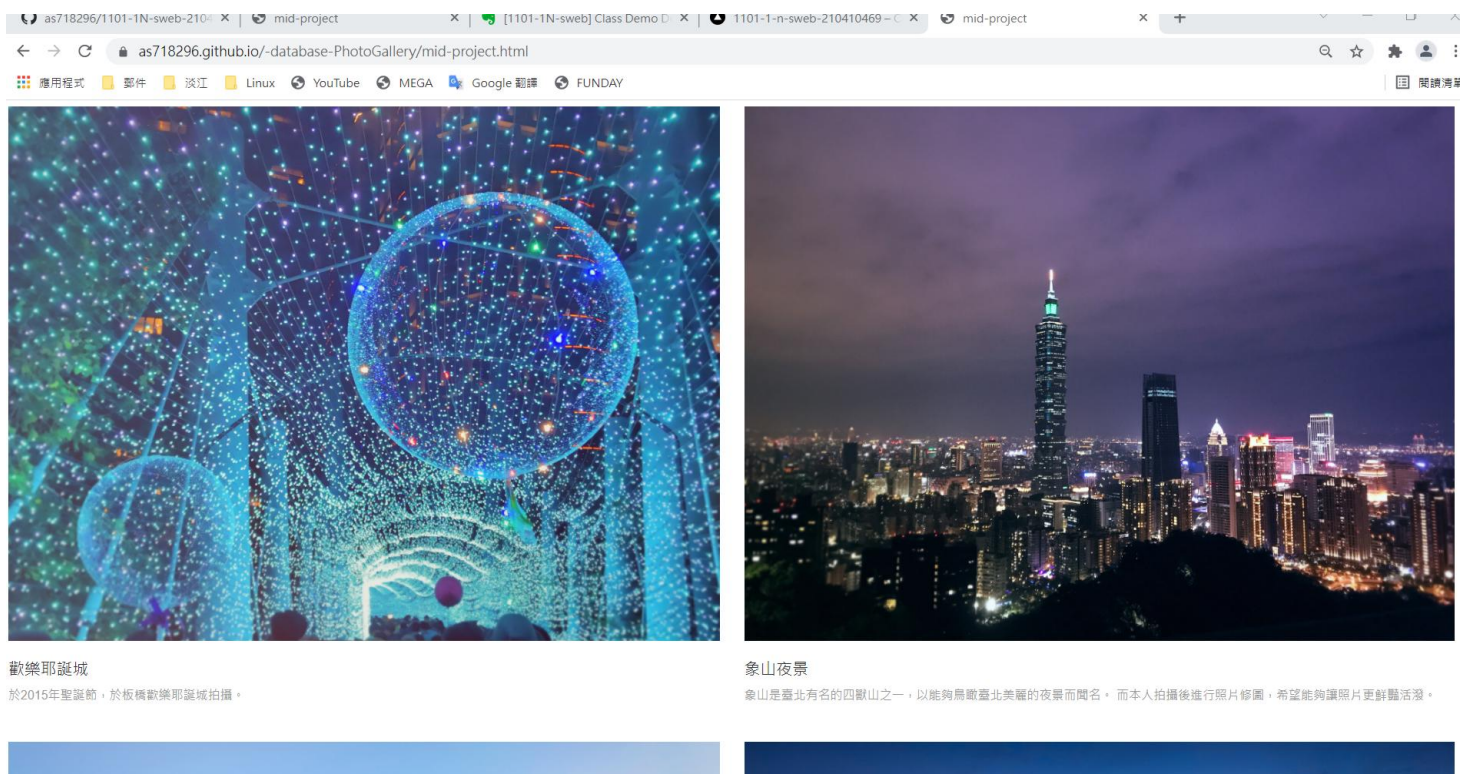 as718296/1101-1N-sweb-2104
mid-project
[1101-1N-sweb] Class Demo D
1101-1-n-sweb-210410469 – C
mid-project
as718296.github.io/-database-PhotoGallery/mid-project.html
應用程式
郵件
淡江
Linux
YouTube
MEGA
Google 翻譯
FUNDAY
閱讀清單
歡樂耶誕城
於2015年聖誕節，於板橋歡樂耶誕城拍攝。
象山夜景
象山是臺北有名的四獸山之一，以能夠鳥瞰臺北美麗的夜景而聞名。 而本人拍攝後進行照片修圖，希望能夠讓照片更鮮豔活潑。